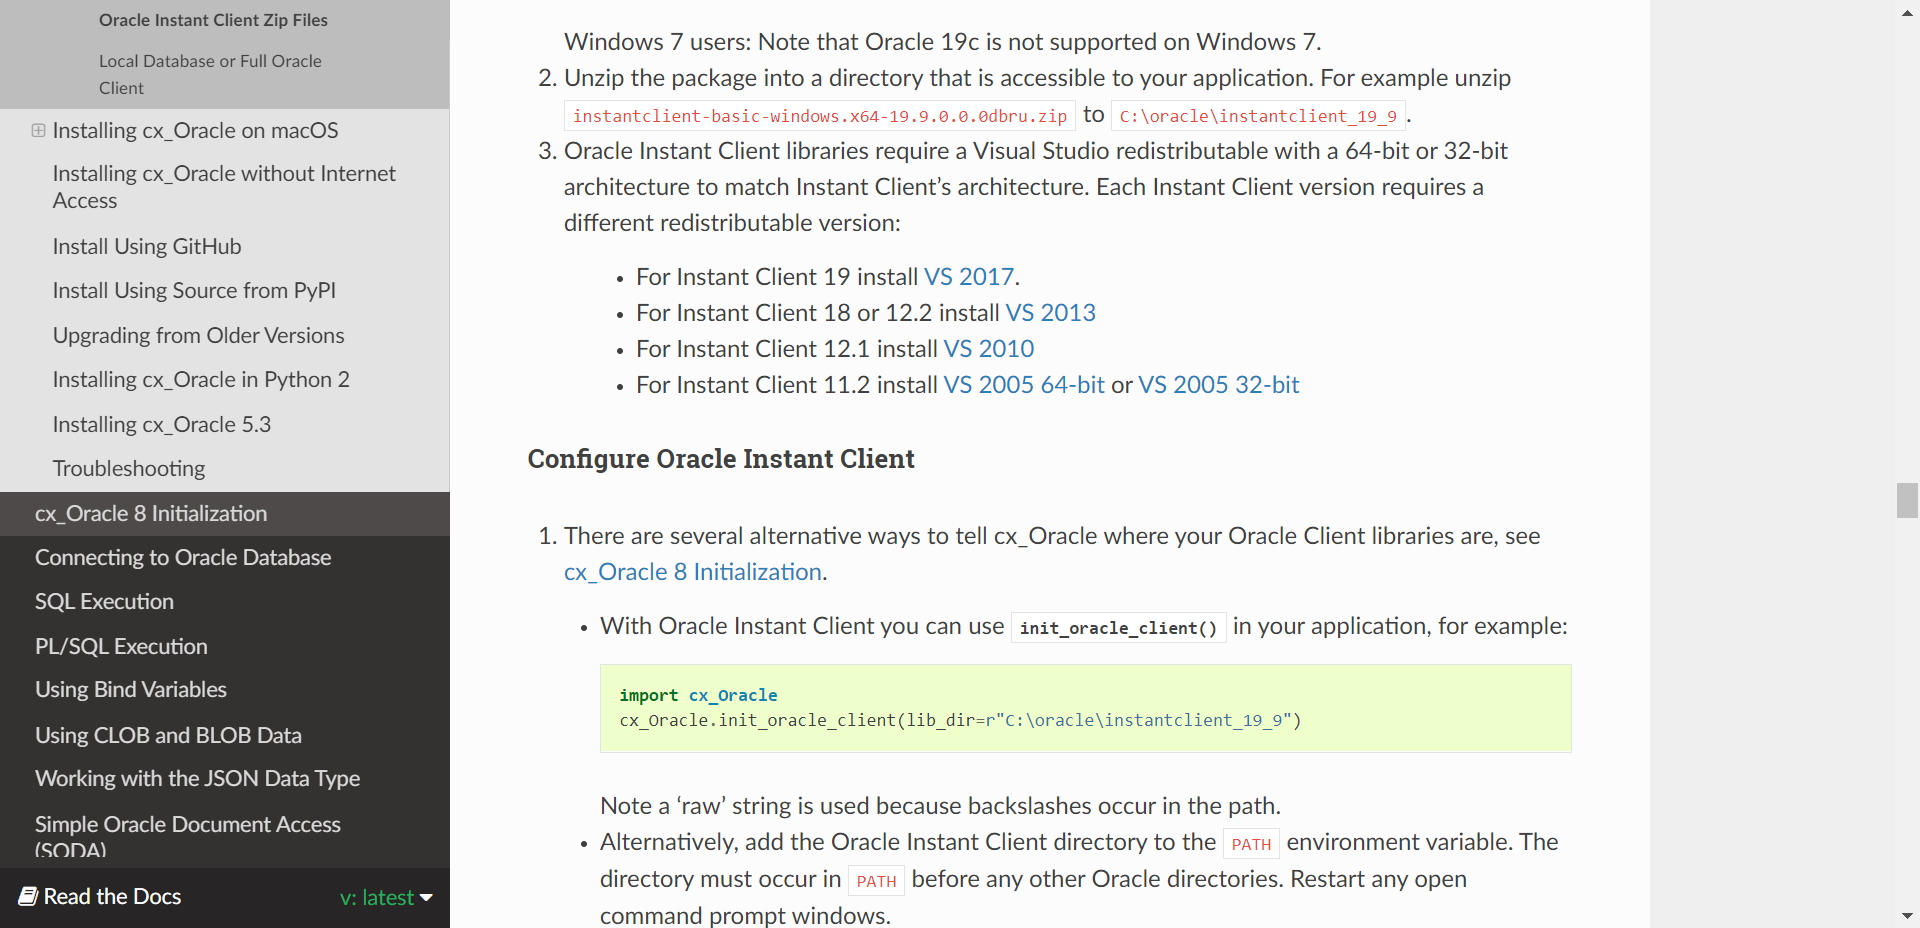 Oracle Instant Client Zip Files
Local Database or Full Oracle
Client
Installing cx_Oracle on macOS
Installing cx_Oracle without Internet
Access
Install Using GitHub
Install Using Source from PyPI
Upgrading from Older Versions
Installing cx_Oracle in Python 2
Installing cx_Oracle 5.3
Troubleshooting
cx_Oracle 8 Initialization
Connecting to Oracle Database
SQL Execution
PL/SQL Execution
Using Bind Variables
Using CLOB and BLOB Data
Working with the JSON Data Type
Simple Oracle Document Access
(SODA)
Read the Docs
v: latest
Windows 7 users: Note that Oracle 19c is not supported on Windows 7.
2. Unzip the package into a directory that is accessible to your application. For example unzip
instantclient-basic-windows.x64-19.9.0.0.0dbru.zip to C:\oracle\instantclient_19_9 .
3. Oracle Instant Client libraries require a Visual Studio redistributable with a 64-bit or 32-bit
architecture to match Instant Client’s architecture. Each Instant Client version requires a
different redistributable version:
• For Instant Client 19 install VS 2017.
• For Instant Client 18 or 12.2 install VS 2013
• For Instant Client 12.1 install VS 2010
• For Instant Client 11.2 install VS 2005 64-bit or VS 2005 32-bit
Configure Oracle Instant Client
1. There are several alternative ways to tell cx_Oracle where your Oracle Client libraries are, see
cx_Oracle 8 Initialization.
• With Oracle Instant Client you can use init_oracle_client() in your application, for example:
import cx_Oracle
cx_Oracle.init_oracle_client(lib_dir=r"C:\oracle\instantclient_19_9")
Note a ‘raw’ string is used because backslashes occur in the path.
• Alternatively, add the Oracle Instant Client directory to the PATH environment variable. The
directory must occur in PATH before any other Oracle directories. Restart any open
command prompt windows.